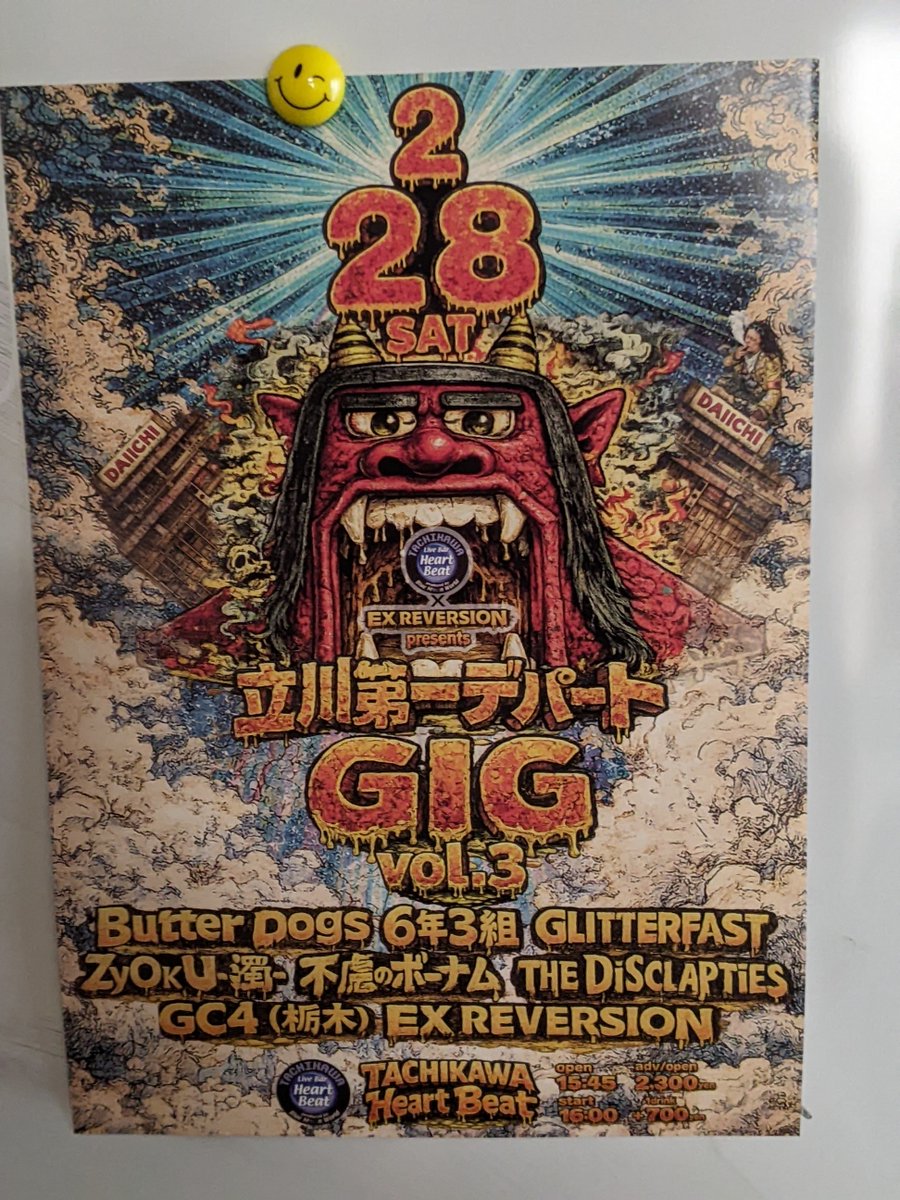 2
28
SAT
DAIICHI
DAIICHI
TACHIKAWA
Live Bar
Heart
Beat
×
EX REVERSION
presents
立川第一デパート
GIG
vol.3
Butter Dogs 6年3組 GLITTERFAST
ZyOKU-濁- 不慮のボーナム THE DiSCLAPTiES
GC4（栃木）EX REVERSION
TACHIKAWA
Live Bar
Heart
Beat
TACHIKAWA
Heart Beat
open
15:45
start
16:00
adv/open
2.300yen
1drink
+700yen